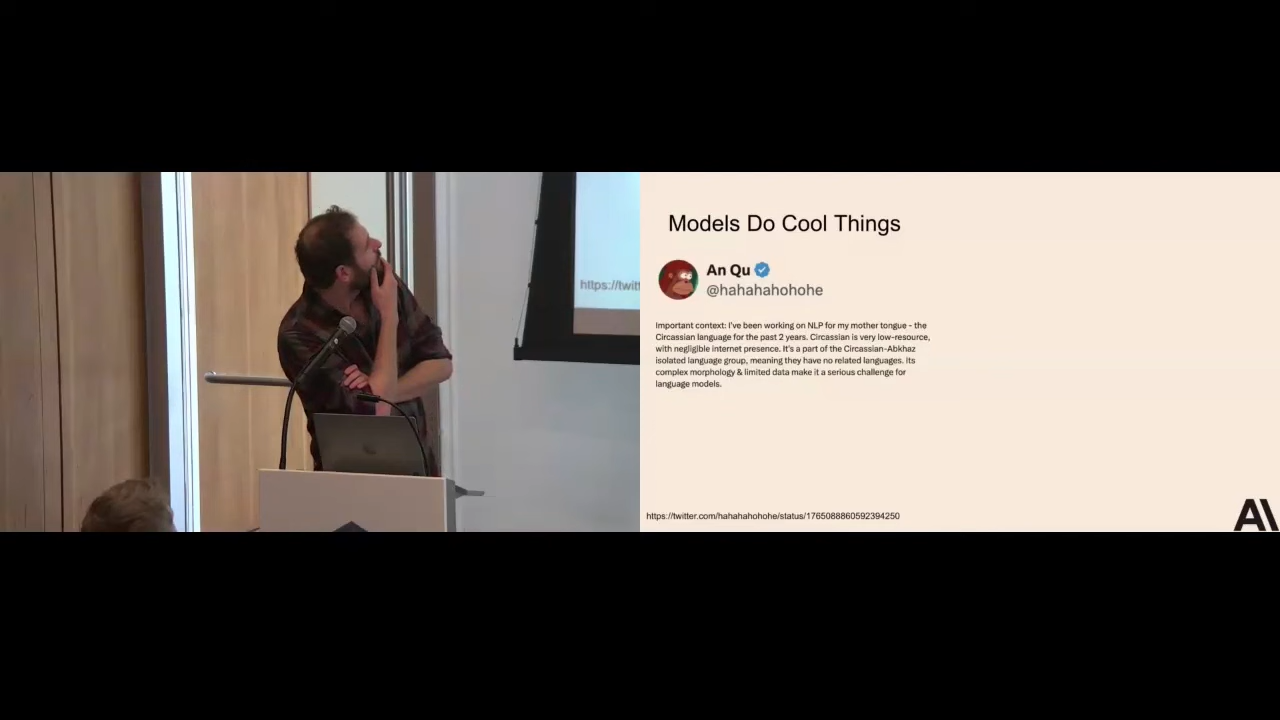 https://twitt
Models Do Cool Things
An Qu
@hahahahohohe
Important context: I've been working on NLP for my mother tongue - the
Circassian language for the past 2 years. Circassian is very low-resource,
with negligible internet presence. It's a part of the Circassian-Abkhaz
isolated language group, meaning they have no related languages. Its
complex morphology & limited data make it a serious challenge for
language models.
https://twitter.com/hahahahohohe/status/1765088860592394250
A\